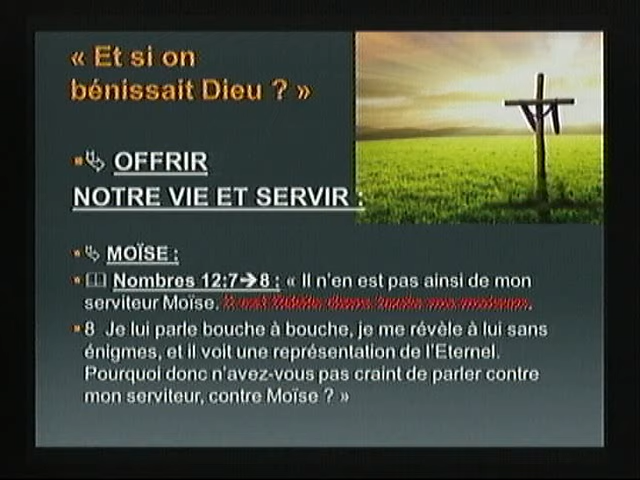 « Et si on
bénissait Dieu ? »
OFFRIR
NOTRE VIE ET SERVIR :
MOÏSE :
Nombres 12:7➔8 : « Il n'en est pas ainsi de mon
serviteur Moïse.
8 Je lui parle bouche à bouche, je me révèle à lui sans
énigmes, et il voit une représentation de l'Eternel.
Pourquoi donc n'avez-vous pas craint de parler contre
mon serviteur, contre Moïse ? »